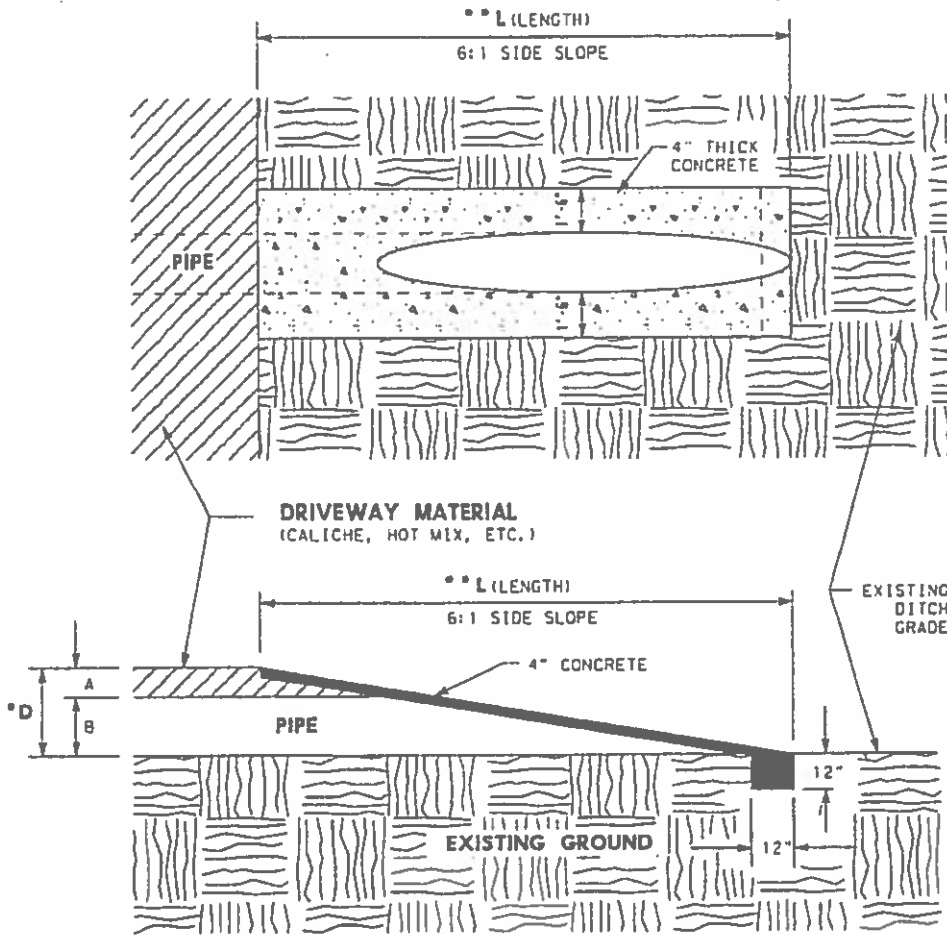 **L (LENGTH)
6:1 SIDE SLOPE
4" THICK
CONCRETE
PIPE
DRIVEWAY MATERIAL
(CALICHE, HOT MIX, ETC.)
**L (LENGTH)
6:1 SIDE SLOPE
EXISTING
DITCH
GRADE
4" CONCRETE
A
*D
B
PIPE
12"
EXISTING GROUND
12"